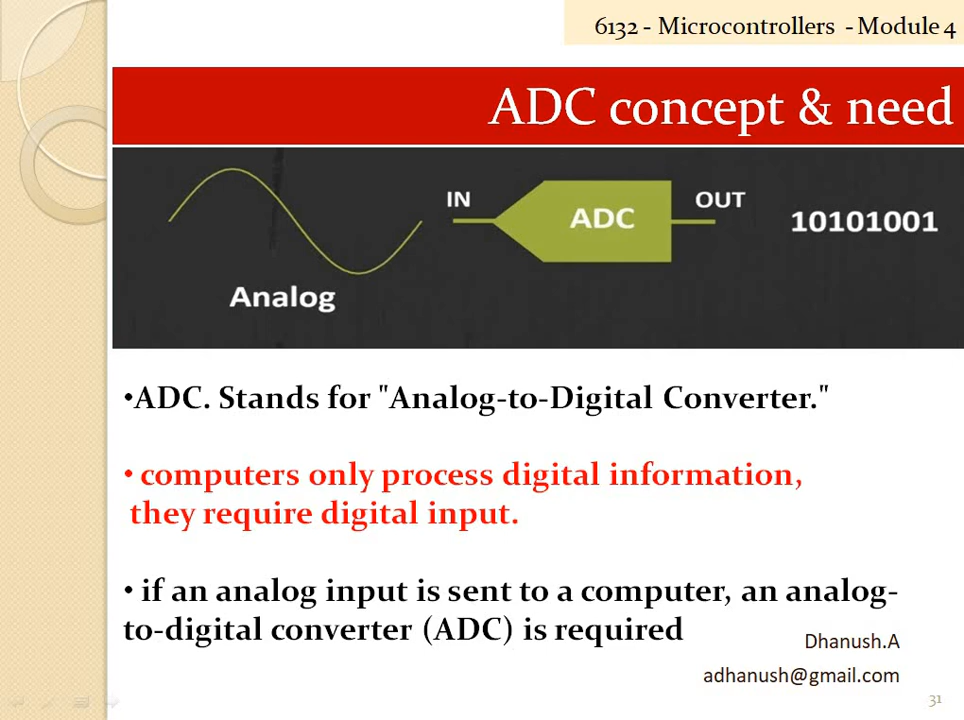 6132 - Microcontrollers - Module 4
ADC concept & need
IN
ADC
OUT
10101001
Analog
•ADC. Stands for "Analog-to-Digital Converter."
• computers only process digital information,
they require digital input.
• if an analog input is sent to a computer, an analog-
to-digital converter (ADC) is required
Dhanush.A
adhanush@gmail.com
31